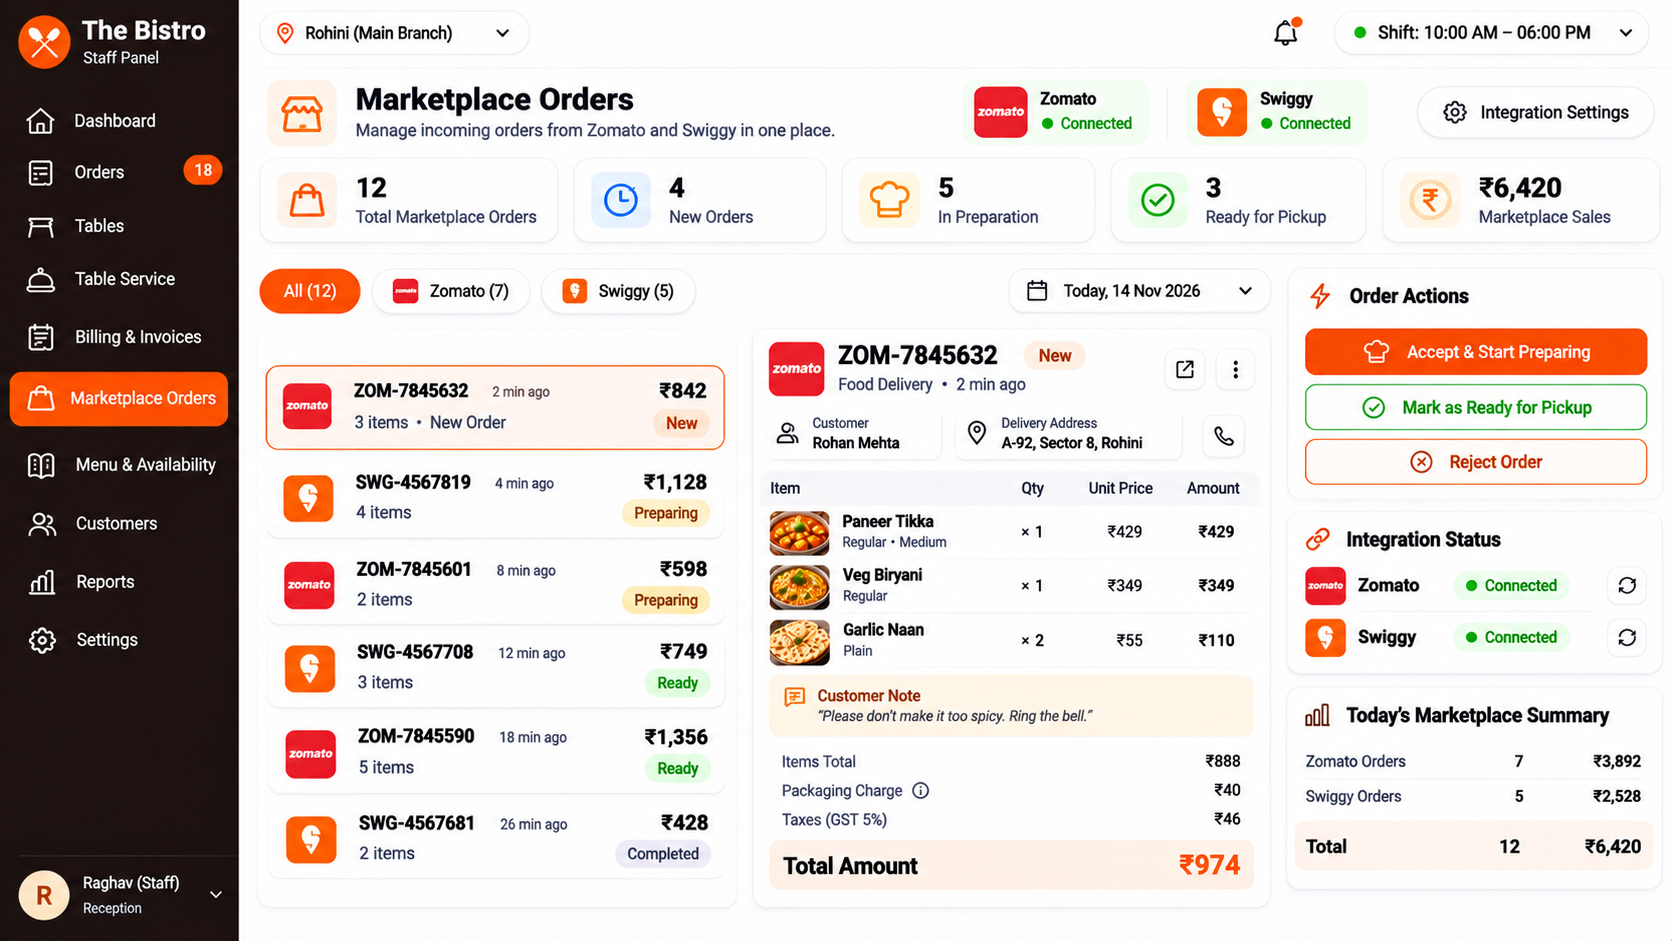 The Bistro
Staff Panel
Dashboard
Orders 18
Tables
Table Service
Billing & Invoices
Marketplace Orders
Menu & Availability
Customers
Reports
Settings
R
Raghav (Staff)
Reception
Rohini (Main Branch)
Shift: 10:00 AM – 06:00 PM
Marketplace Orders
Manage incoming orders from Zomato and Swiggy in one place.
zomato
Zomato
Connected
Swiggy
Connected
Integration Settings
12
Total Marketplace Orders
4
New Orders
5
In Preparation
3
Ready for Pickup
₹
₹6,420
Marketplace Sales
All (12)
zomato
Zomato (7)
Swiggy (5)
Today, 14 Nov 2026
zomato
ZOM-7845632 2 min ago ₹842
3 items • New Order New
SWG-4567819 4 min ago ₹1,128
4 items Preparing
zomato
ZOM-7845601 8 min ago ₹598
2 items Preparing
SWG-4567708 12 min ago ₹749
3 items Ready
zomato
ZOM-7845590 18 min ago ₹1,356
5 items Ready
SWG-4567681 26 min ago ₹428
2 items Completed
zomato
ZOM-7845632 New
Food Delivery • 2 min ago
Customer
Rohan Mehta
Delivery Address
A-92, Sector 8, Rohini
Item Qty Unit Price Amount
Paneer Tikka × 1 ₹429 ₹429
Regular • Medium
Veg Biryani × 1 ₹349 ₹349
Regular
Garlic Naan × 2 ₹55 ₹110
Plain
Customer Note
“Please don't make it too spicy. Ring the bell.”
Items Total ₹888
Packaging Charge ₹40
Taxes (GST 5%) ₹46
Total Amount ₹974
Order Actions
Accept & Start Preparing
Mark as Ready for Pickup
Reject Order
Integration Status
zomato
Zomato Connected
Swiggy Connected
Today's Marketplace Summary
Zomato Orders 7 ₹3,892
Swiggy Orders 5 ₹2,528
Total 12 ₹6,420